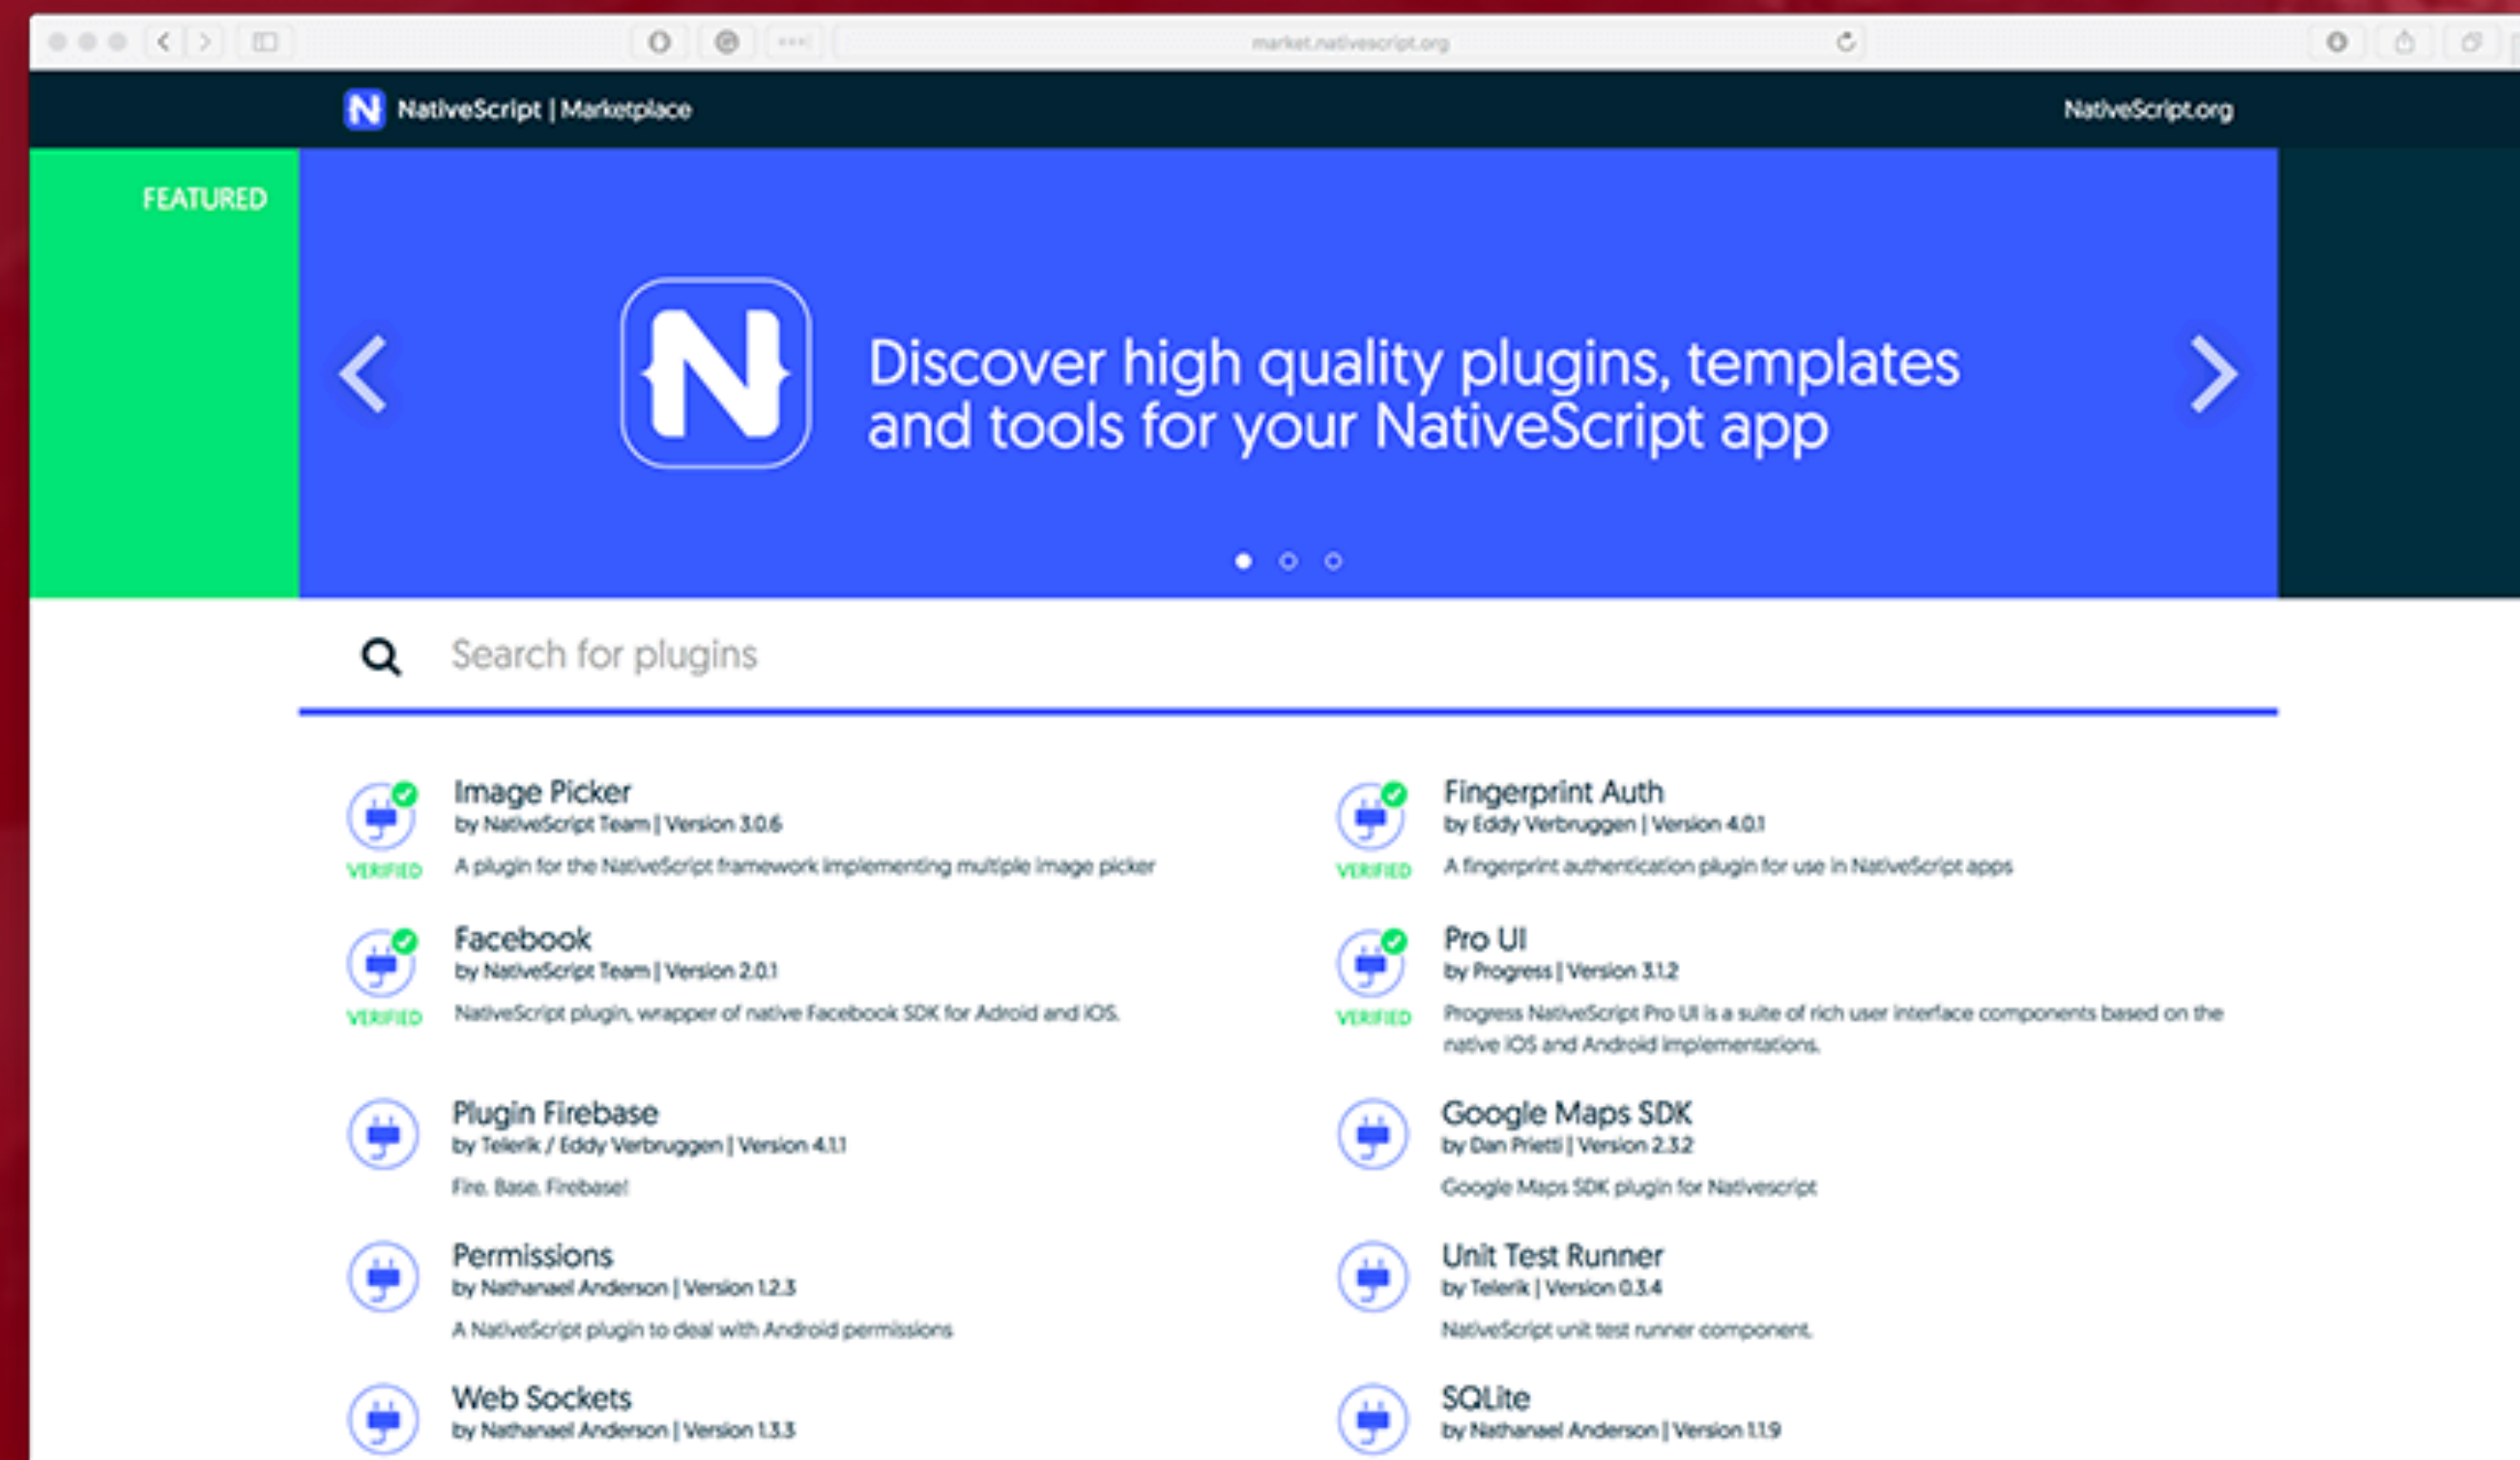 market.nativescript.org
NativeScript | Marketplace
NativeScript.org
FEATURED
Discover high quality plugins, templates
and tools for your NativeScript app
Search for plugins
Image Picker
by NativeScript Team | Version 3.0.6
VERIFIED
A plugin for the NativeScript framework implementing multiple image picker
Fingerprint Auth
by Eddy Verbruggen | Version 4.0.1
VERIFIED
A fingerprint authentication plugin for use in NativeScript apps
Facebook
by NativeScript Team | Version 2.0.1
VERIFIED
NativeScript plugin, wrapper of native Facebook SDK for Adroid and iOS.
Pro UI
by Progress | Version 3.1.2
VERIFIED
Progress NativeScript Pro UI is a suite of rich user interface components based on the
native iOS and Android implementations.
Plugin Firebase
by Telerik / Eddy Verbruggen | Version 4.1.1
Fire. Base. Firebase!
Google Maps SDK
by Dan Prietti | Version 2.3.2
Google Maps SDK plugin for Nativescript
Permissions
by Nathanael Anderson | Version 1.2.3
A NativeScript plugin to deal with Android permissions
Unit Test Runner
by Telerik | Version 0.3.4
NativeScript unit test runner component.
Web Sockets
by Nathanael Anderson | Version 1.3.3
SQLite
by Nathanael Anderson | Version 1.1.9